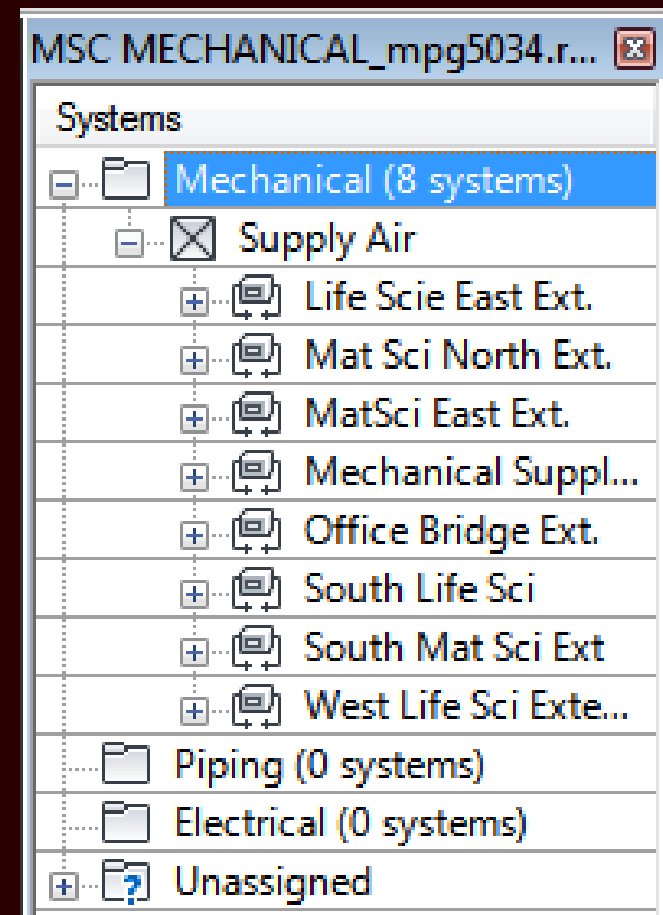 MSC MECHANICAL_mpg5034.r...
Systems
Mechanical (8 systems)
Supply Air
Life Scie East Ext.
Mat Sci North Ext.
MatSci East Ext.
Mechanical Suppl...
Office Bridge Ext.
South Life Sci
South Mat Sci Ext
West Life Sci Exte...
Piping (0 systems)
Electrical (0 systems)
Unassigned